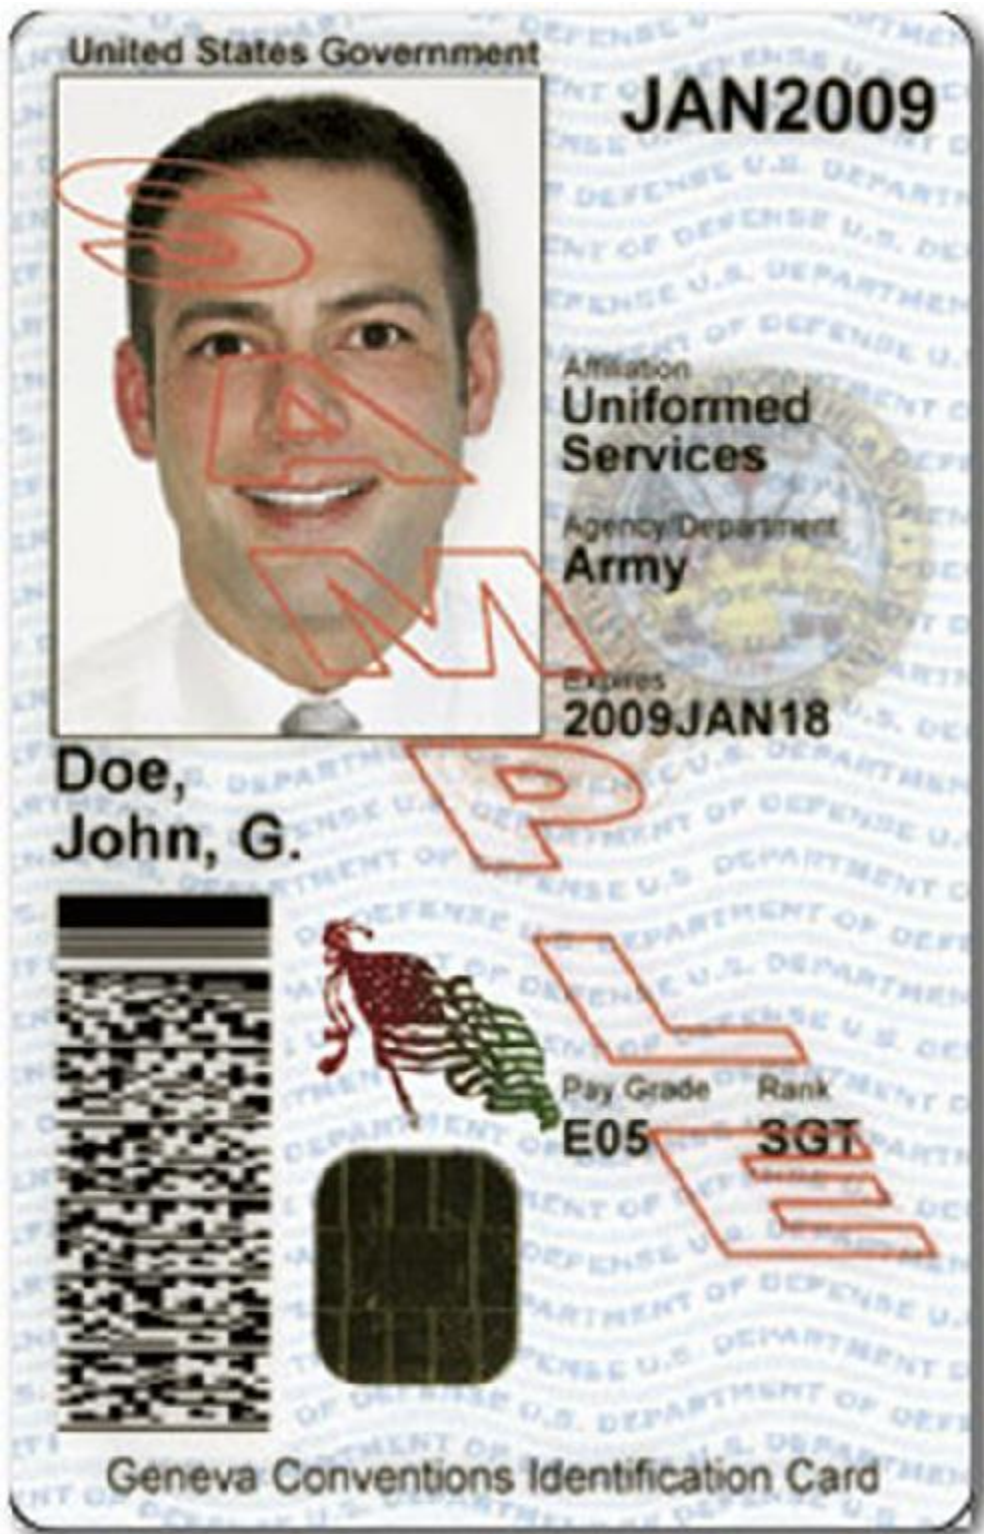 United States Government
JAN2009
Affiliation
Uniformed
Services
Agency/Department
Army
Expires
2009JAN18
Doe,
John, G.
Pay Grade Rank
E05 SGT
Geneva Conventions Identification Card
SAMPLE